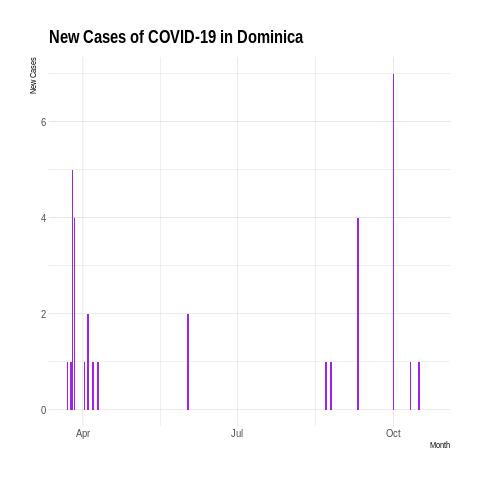 New Cases of COVID-19 in Dominica
New Cases
6
4
2
0
Apr Jul Oct
Month